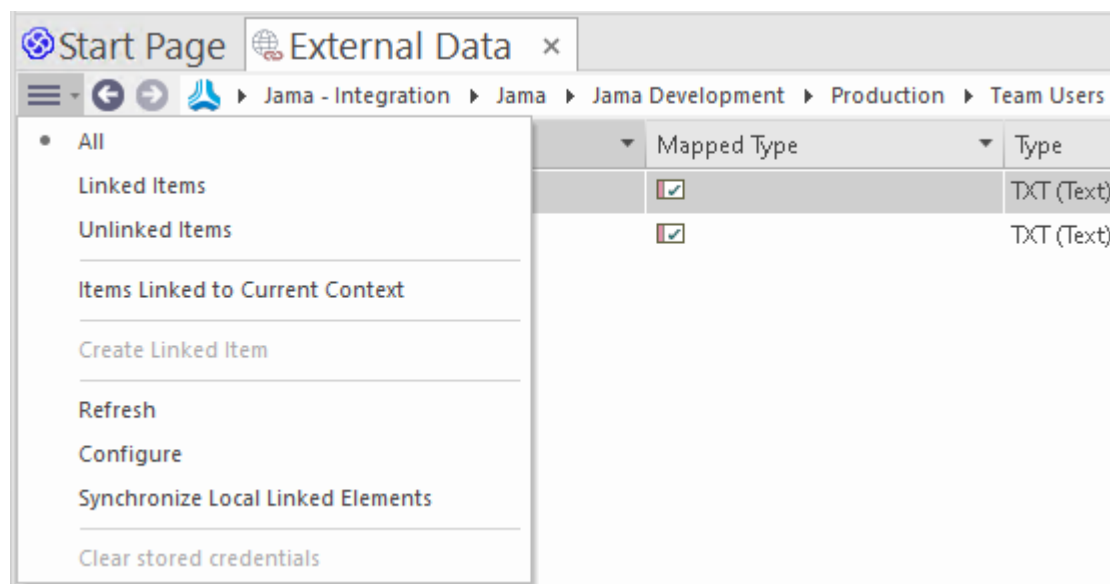 Start Page External Data ×
Jama - Integration Jama Jama Development Production Team Users
All Mapped Type Type
Linked Items TXT (Text)
Unlinked Items TXT (Text)
Items Linked to Current Context
Create Linked Item
Refresh
Configure
Synchronize Local Linked Elements
Clear stored credentials